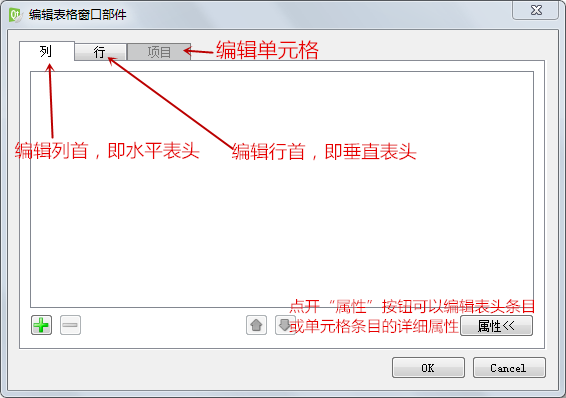 编辑表格窗口部件
列 行 项目 编辑单元格
编辑列首，即水平表头 编辑行首，即垂直表头
点开“属性”按钮可以编辑表头条目
或单元格条目的详细属性 属性<<
OK Cancel